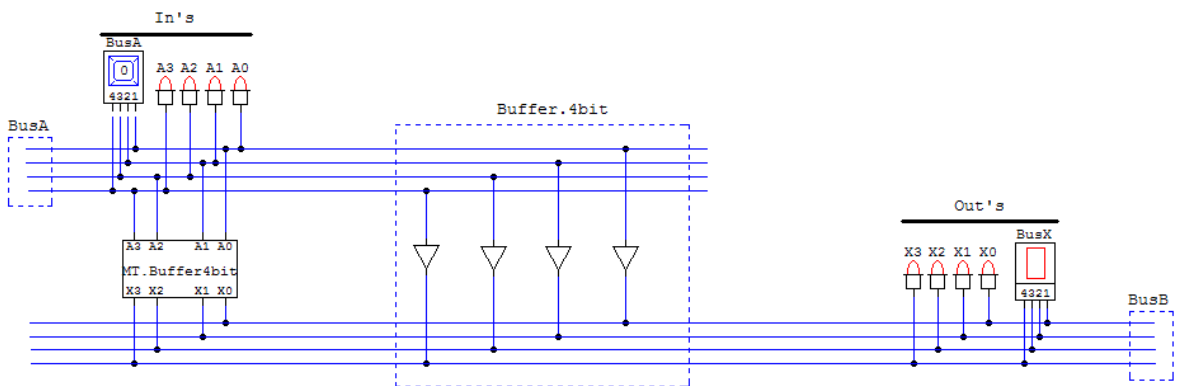 In's
BusA
0
A3 A2 A1 A0
4321
BusA
Buffer.4bit
A3 A2 A1 A0
MT.Buffer4bit
X3 X2 X1 X0
Out's
BusX
X3 X2 X1 X0
4321
BusB